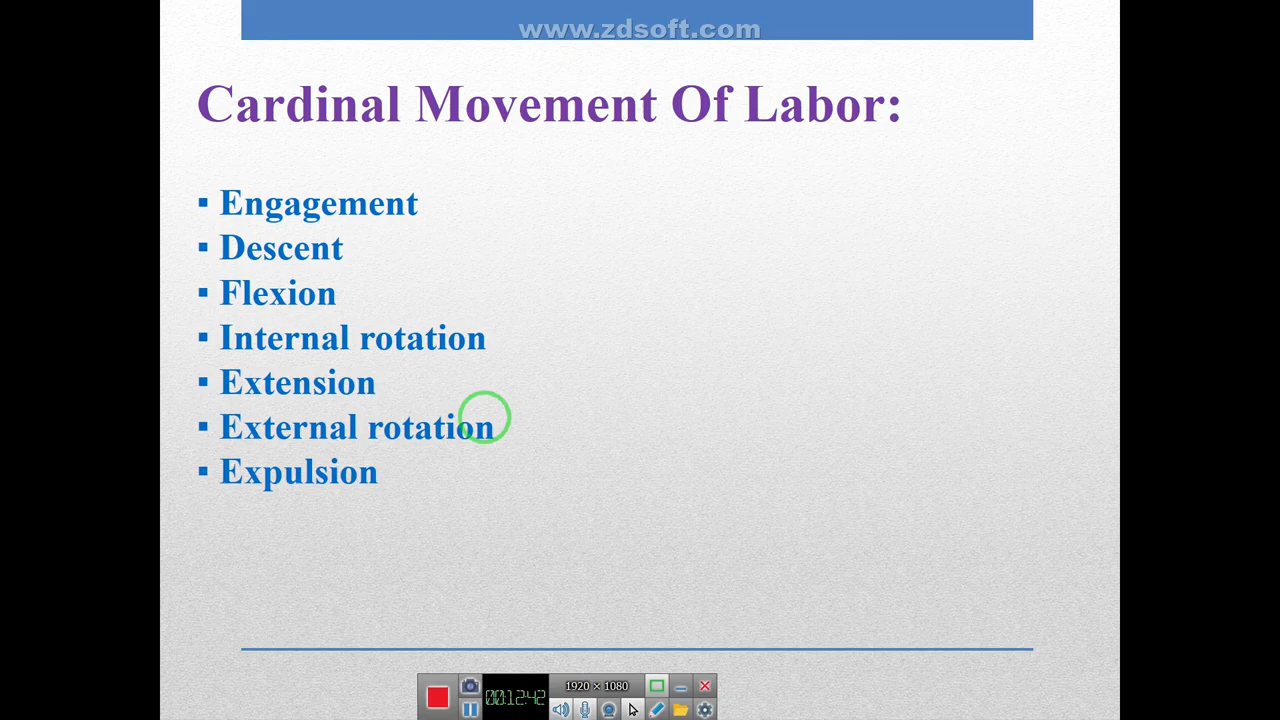 www.zdsoft.com
Cardinal Movement Of Labor:
▪ Engagement
▪ Descent
▪ Flexion
▪ Internal rotation
▪ Extension
▪ External rotation
▪ Expulsion
1920 × 1080
00:12:42